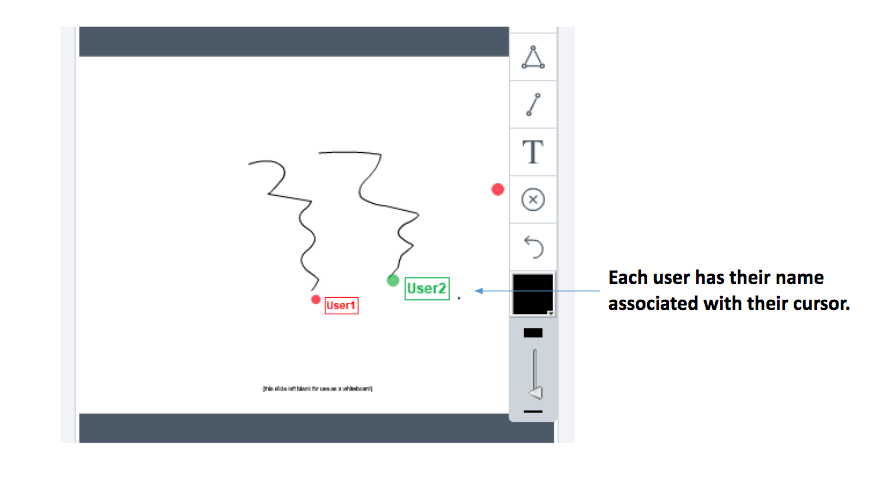 T
User2
User1
Each user has their name
associated with their cursor.
(this slide left blank for use as a whiteboard)